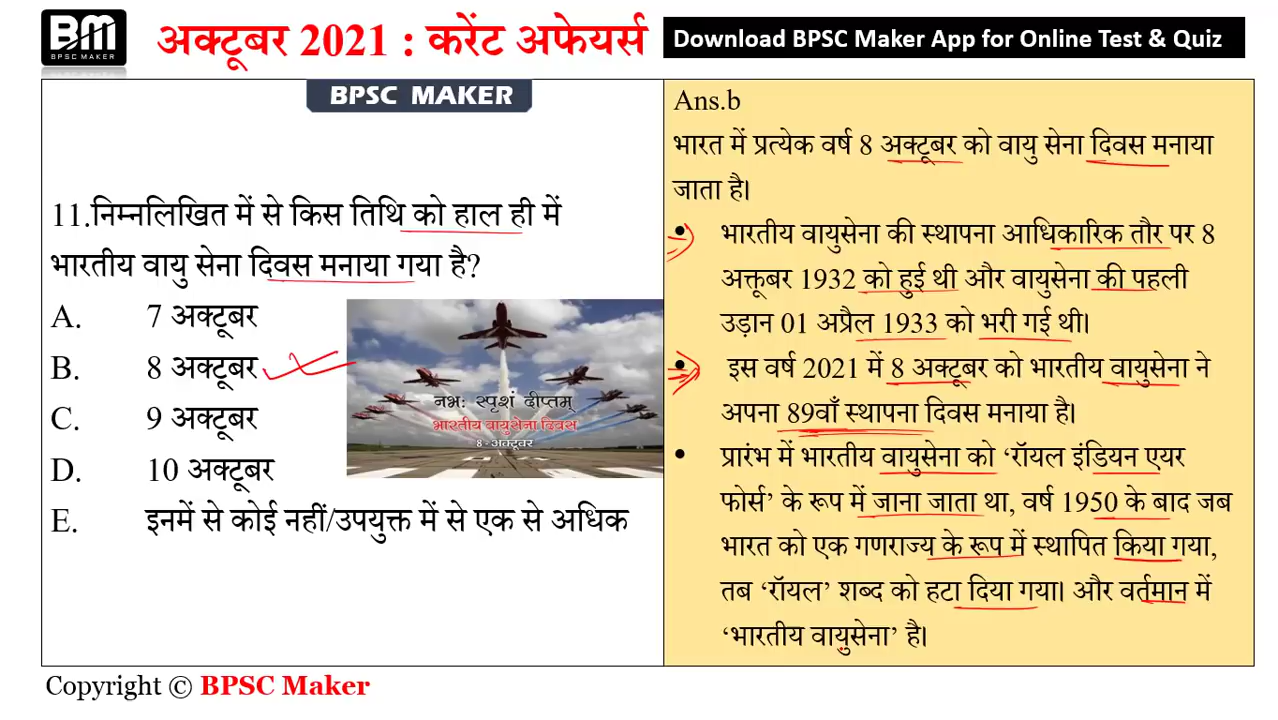 BM
BPSC MAKER
अक्टूबर 2021 : करेंट अफेयर्स
Download BPSC Maker App for Online Test & Quiz
BPSC MAKER
11.निम्नलिखित में से किस तिथि को हाल ही में
भारतीय वायु सेना दिवस मनाया गया है?
A. 7 अक्टूबर
B. 8 अक्टूबर
C. 9 अक्टूबर
D. 10 अक्टूबर
E. इनमें से कोई नहीं/उपयुक्त में से एक से अधिक
नभः स्पृशं दीप्तम्
भारतीय वायुसेना दिवस
8 - अक्टूबर
Ans.b
भारत में प्रत्येक वर्ष 8 अक्टूबर को वायु सेना दिवस मनाया
जाता है।
• भारतीय वायुसेना की स्थापना आधिकारिक तौर पर 8
अक्तूबर 1932 को हुई थी और वायुसेना की पहली
उड़ान 01 अप्रैल 1933 को भरी गई थी।
• इस वर्ष 2021 में 8 अक्टूबर को भारतीय वायुसेना ने
अपना 89वाँ स्थापना दिवस मनाया है।
• प्रारंभ में भारतीय वायुसेना को ‘रॉयल इंडियन एयर
फोर्स’ के रूप में जाना जाता था, वर्ष 1950 के बाद जब
भारत को एक गणराज्य के रूप में स्थापित किया गया,
तब ‘रॉयल’ शब्द को हटा दिया गया। और वर्तमान में
‘भारतीय वायुसेना’ है।
Copyright © BPSC Maker